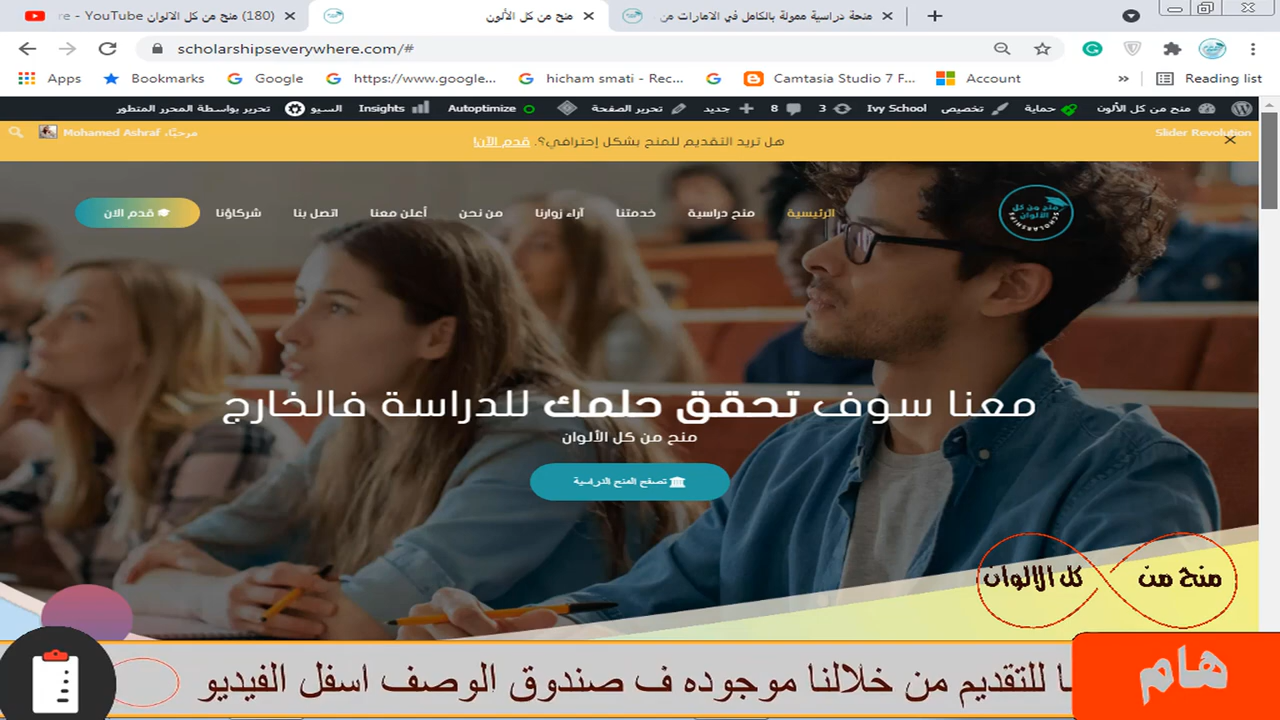 (180) منح من كل الالوان - YouTube
منح من كل الألون
منحة دراسية ممولة بالكامل في الامارات
scholarshipseverywhere.com/#
Apps Bookmarks Google https://www.google... hicham smati - Rec... Camtasia Studio 7 F... Account » Reading list
منح من كل الألون حماية تخصيص Ivy School 3 8 جديد تحرير الصفحة Autoptimize Insights السيو تحرير بواسطة المحرر المتطور
Slider Revolution مرحبًا، Mohamed Ashraf
هل تريد التقديم للمنح بشكل إحترافي؟. قدم الآن!
منح من كل الألوان
SCHOLARSHIPS
الرئيسية منح دراسية خدمتنا آراء زوارنا من نحن أعلن معنا اتصل بنا شركاؤنا قدم الان
معنا سوف تحقق حلمك للدراسة فالخارج
منح من كل الألوان
تصفح المنح الدراسية
منح من كل الالوان
هام
للتقديم من خلالنا موجوده ف صندوق الوصف اسفل الفيديو